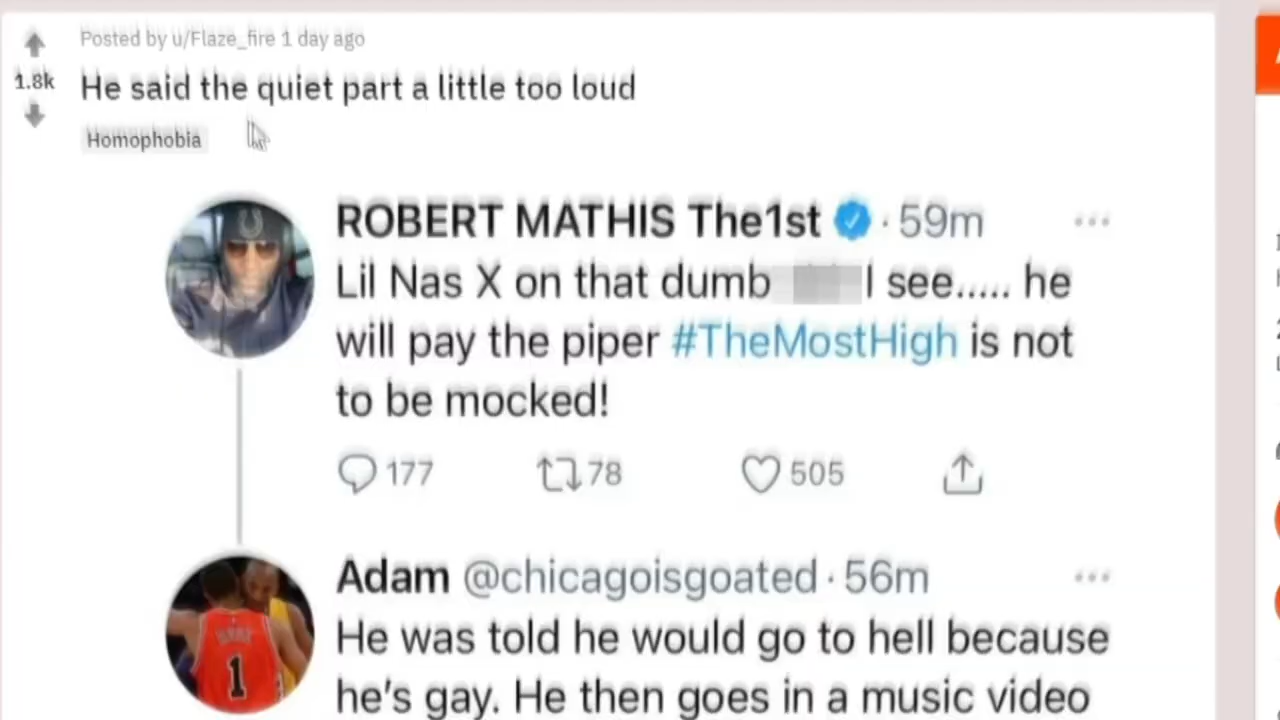 Posted by u/Flaze_fire 1 day ago
1.8k
He said the quiet part a little too loud
Homophobia
ROBERT MATHIS The1st · 59m
Lil Nas X on that dumb I see..... he
will pay the piper #TheMostHigh is not
to be mocked!
177 78 505
Adam @chicagoisgoated · 56m
He was told he would go to hell because
he's gay. He then goes in a music video
1